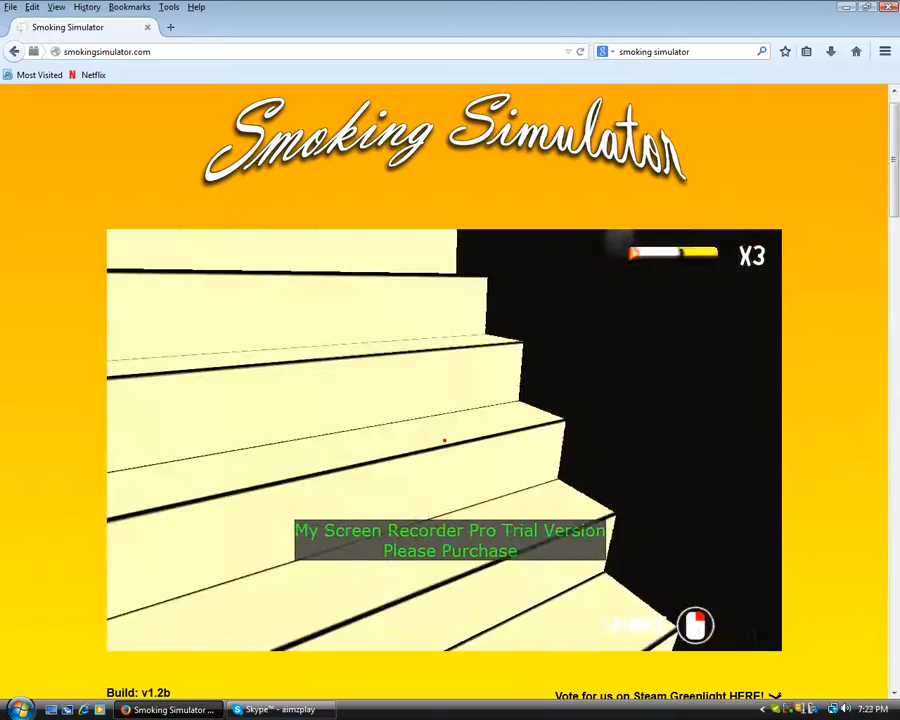 File Edit View History Bookmarks Tools Help
Smoking Simulator
smokingsimulator.com
smoking simulator
Most Visited Netflix
Smoking Simulator
X3
My Screen Recorder Pro Trial Version
Please Purchase
Build: v1.2b
Vote for us on Steam Greenlight HERE!
Smoking Simulator ...
Skype™ - aimzplay
7:23 PM